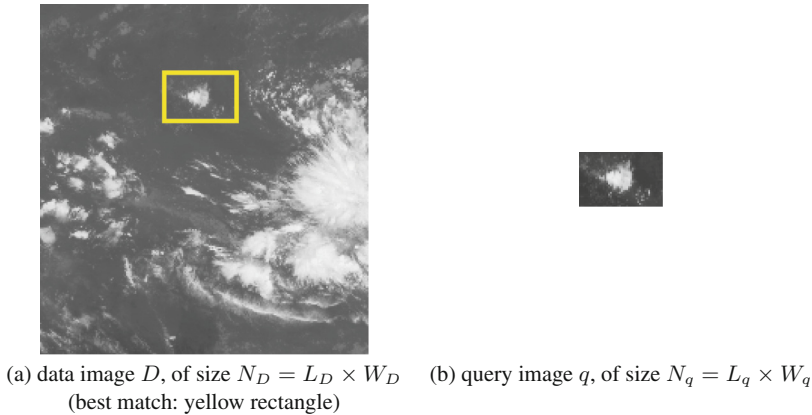 (a) data image D, of size N_D = L_D × W_D
(best match: yellow rectangle)
(b) query image q, of size N_q = L_q × W_q